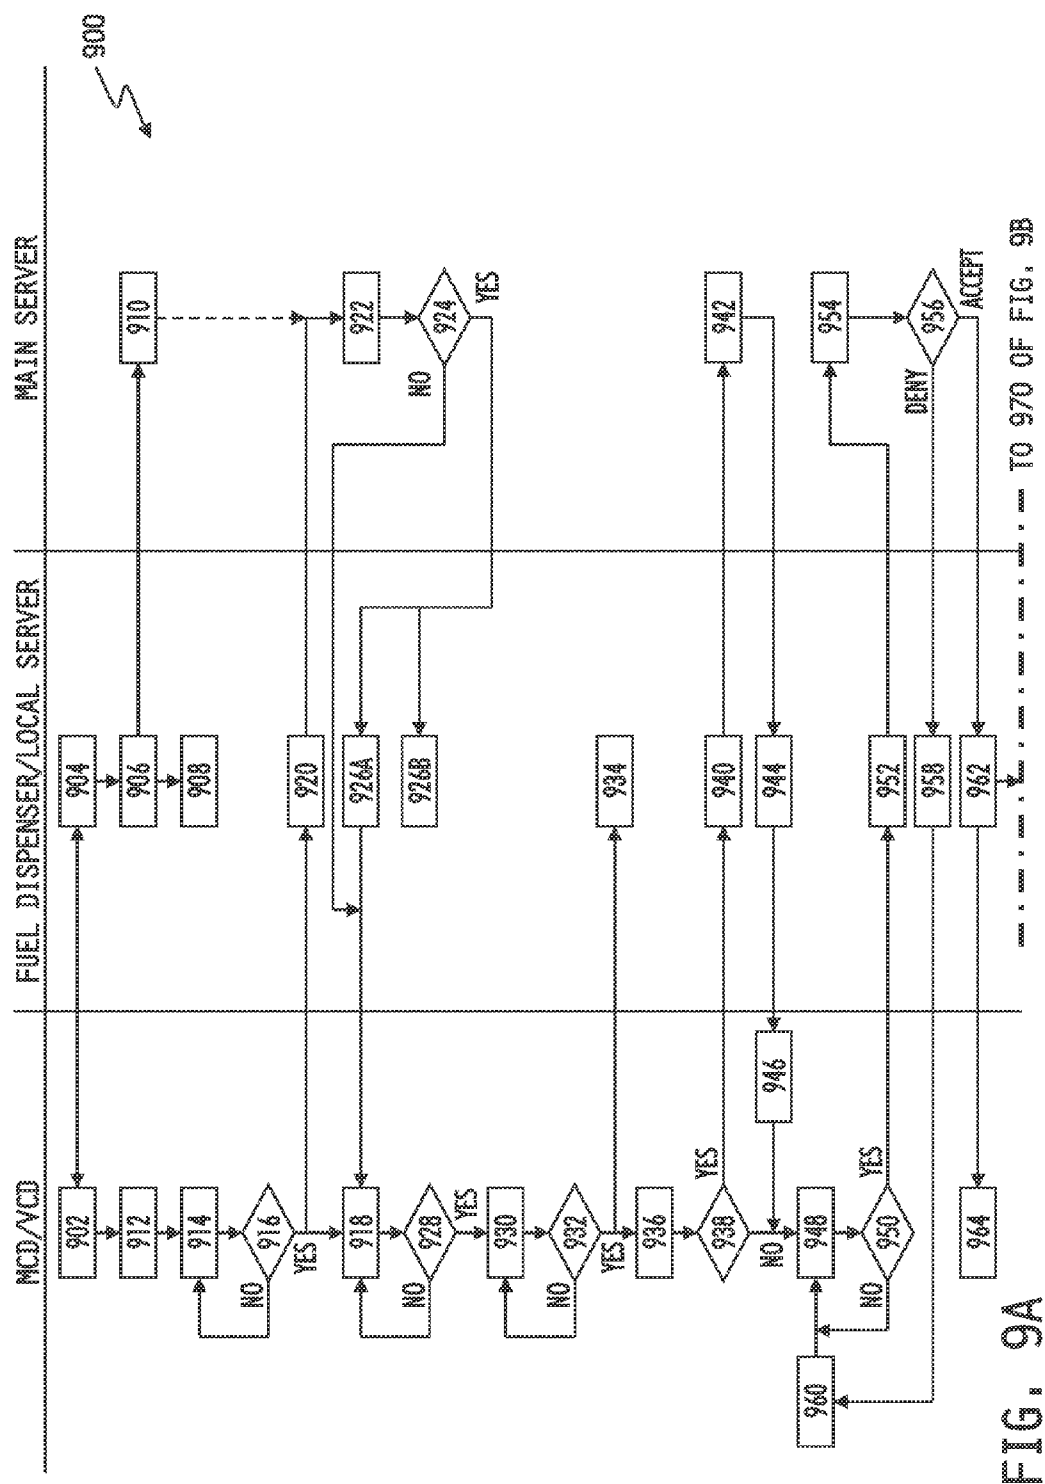 900
MCD/VCD
FUEL DISPENSER/LOCAL SERVER
MAIN SERVER
902
904
912
906
910
914
908
916
NO
YES
920
918
926A
922
928
NO
YES
926B
924
NO
YES
930
932
NO
YES
934
936
938
YES
NO
940
942
946
944
948
954
950
NO
YES
952
960
958
956
DENY
ACCEPT
964
962
TO 970 OF FIG. 9B
FIG. 9A